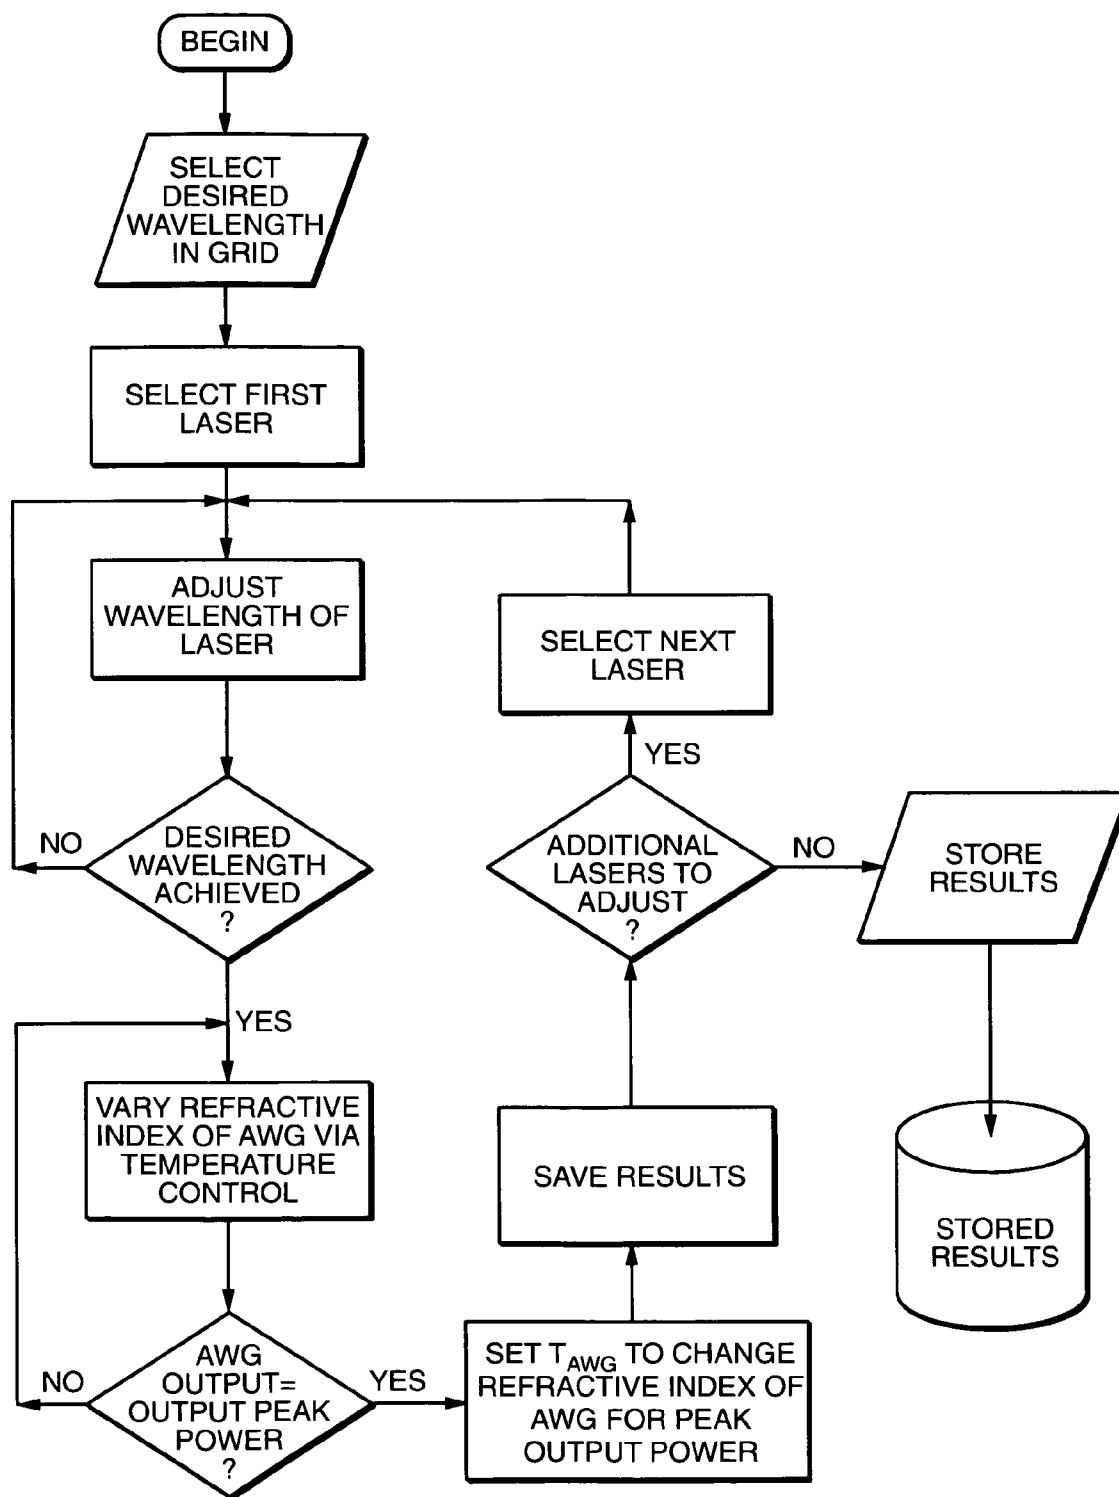 BEGIN
SELECT
DESIRED
WAVELENGTH
IN GRID
SELECT FIRST
LASER
ADJUST
WAVELENGTH OF
LASER
DESIRED
WAVELENGTH
ACHIEVED
?
NO
YES
VARY REFRACTIVE
INDEX OF AWG VIA
TEMPERATURE
CONTROL
AWG
OUTPUT=
OUTPUT PEAK
POWER
?
NO
YES
SET TAWG TO CHANGE
REFRACTIVE INDEX OF
AWG FOR PEAK
OUTPUT POWER
SAVE RESULTS
ADDITIONAL
LASERS TO
ADJUST
?
YES
SELECT NEXT
LASER
NO
STORE
RESULTS
STORED
RESULTS